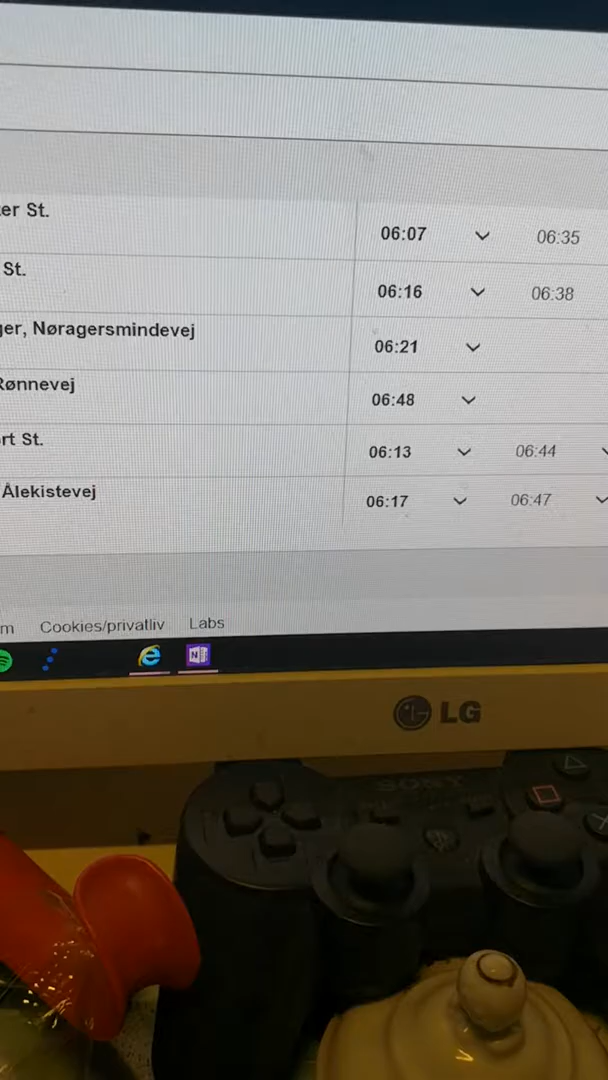 er St. 06:07 06:35
St. 06:16 06:38
ger, Nøragersmindevej 06:21
Rønnevej 06:48
rt St. 06:13 06:44
Ålekistevej 06:17 06:47
m Cookies/privatliv Labs
N
LG
SONY